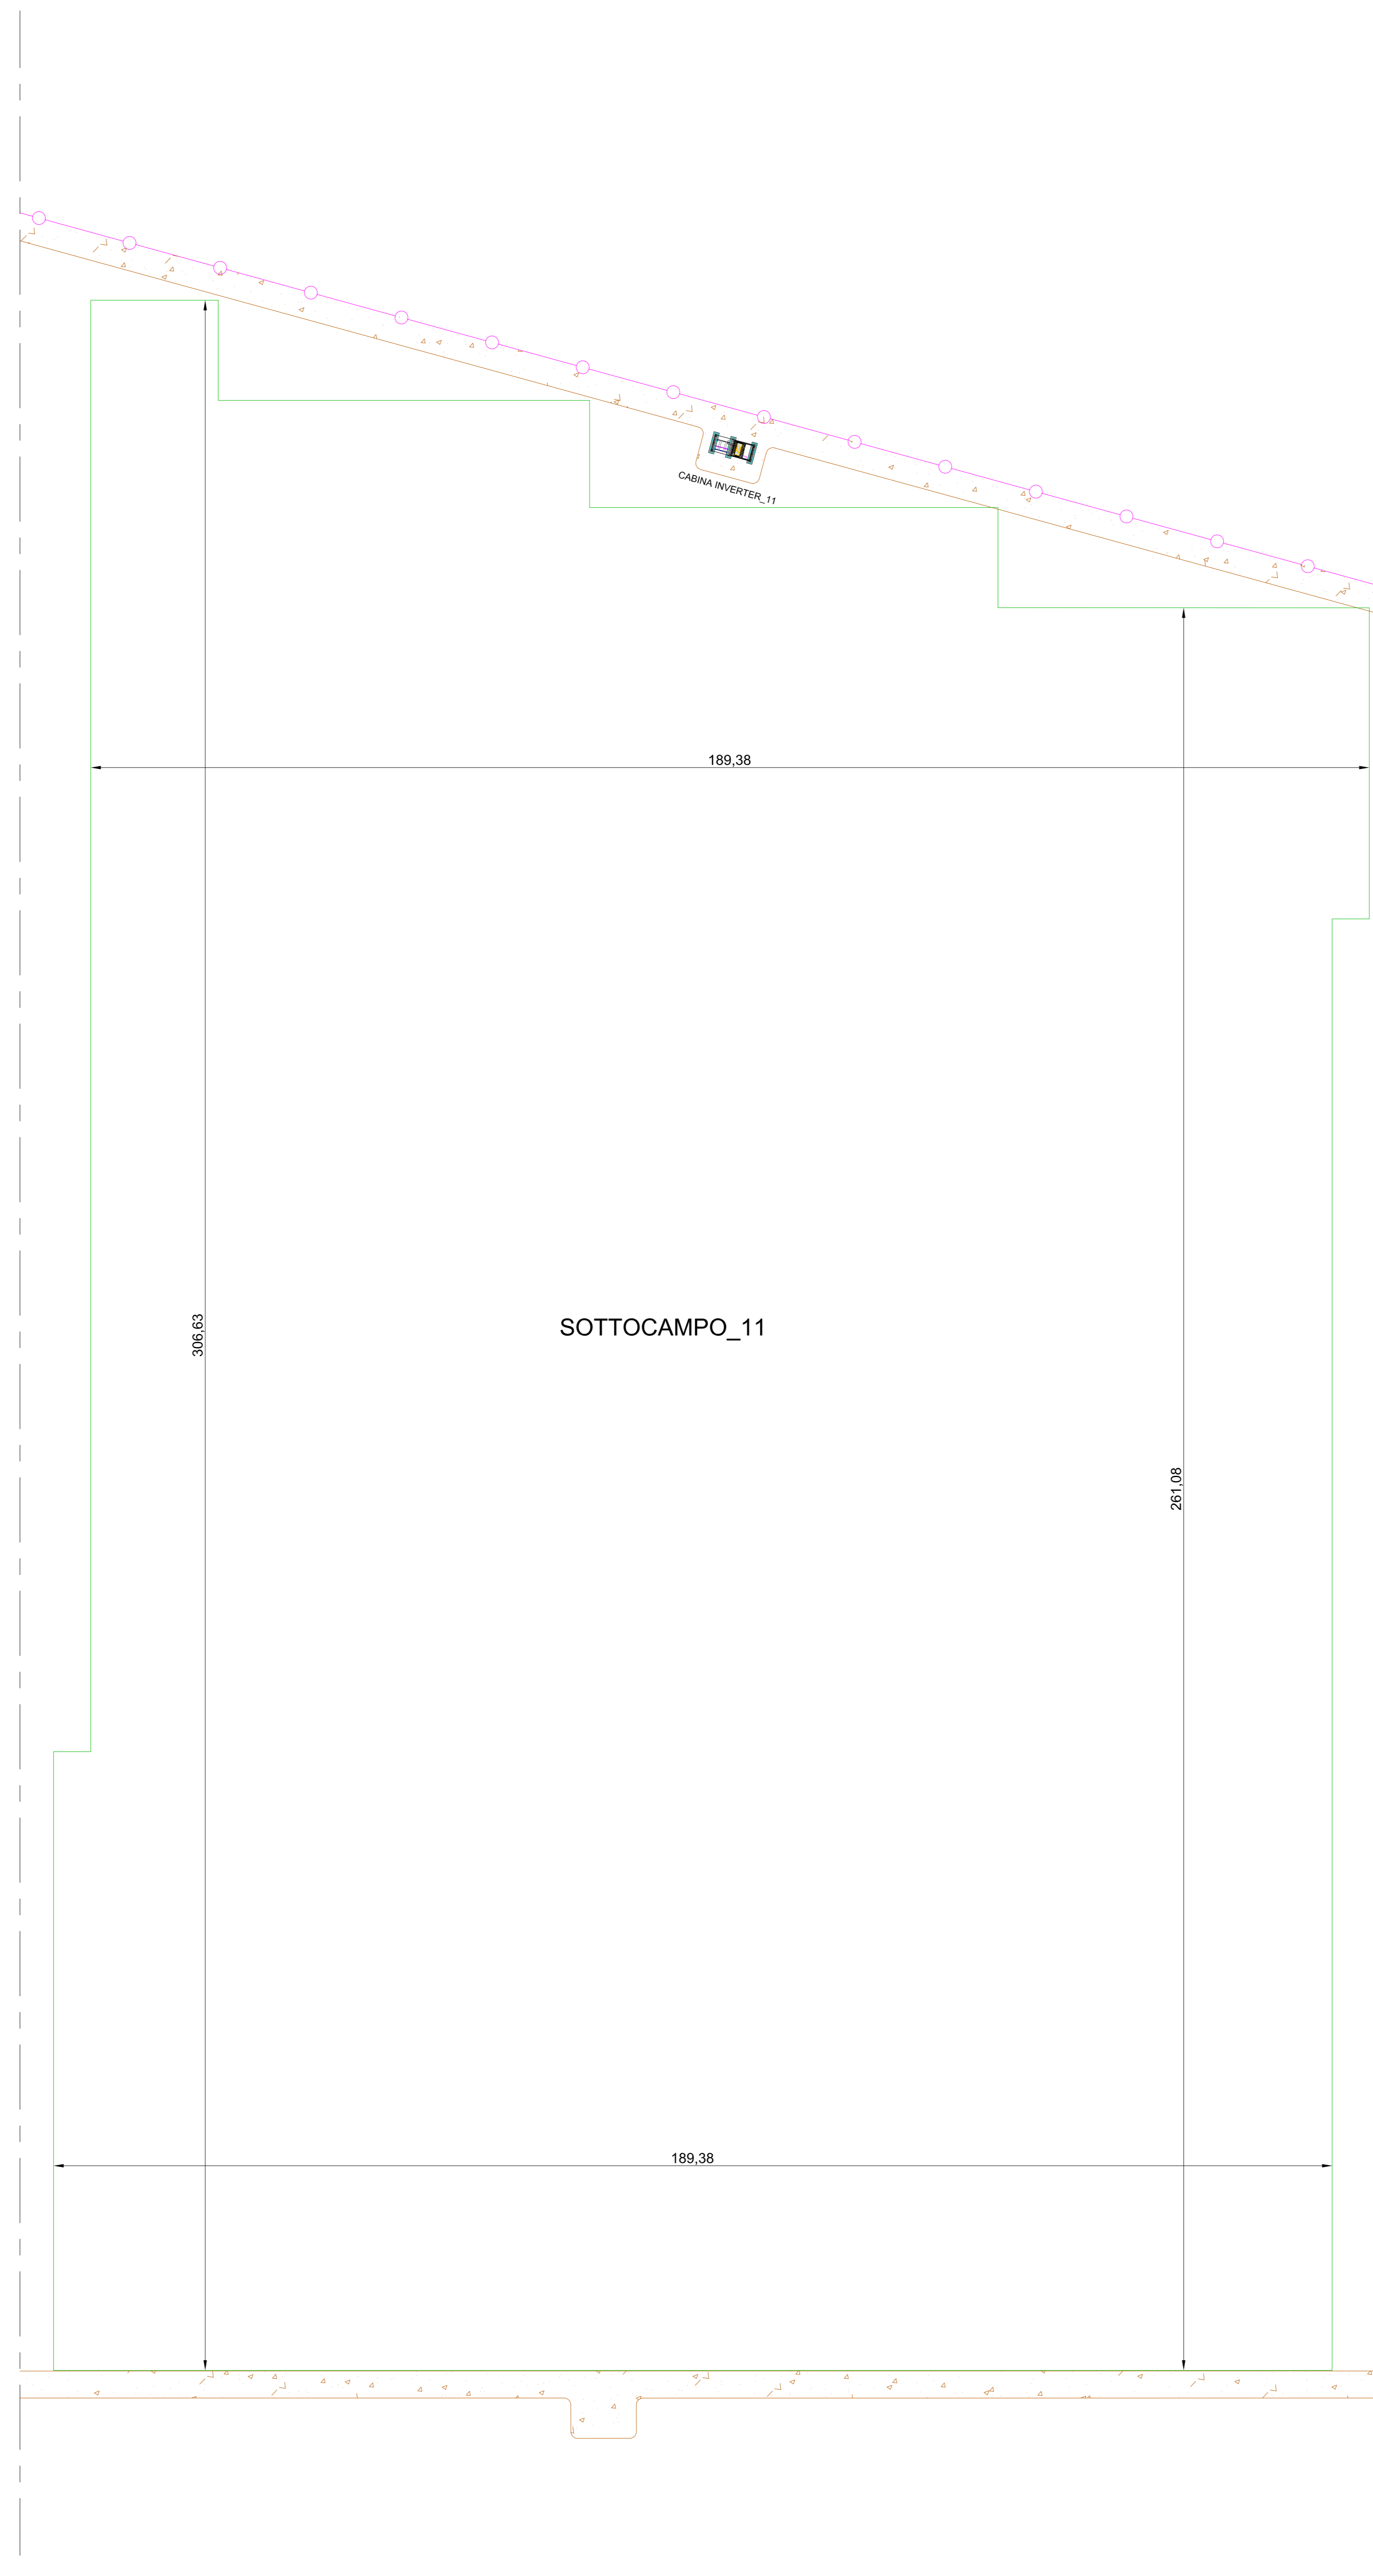 CABINA INVERTER_11
189,38
306,63
SOTTOCAMPO_11
261,08
189,38